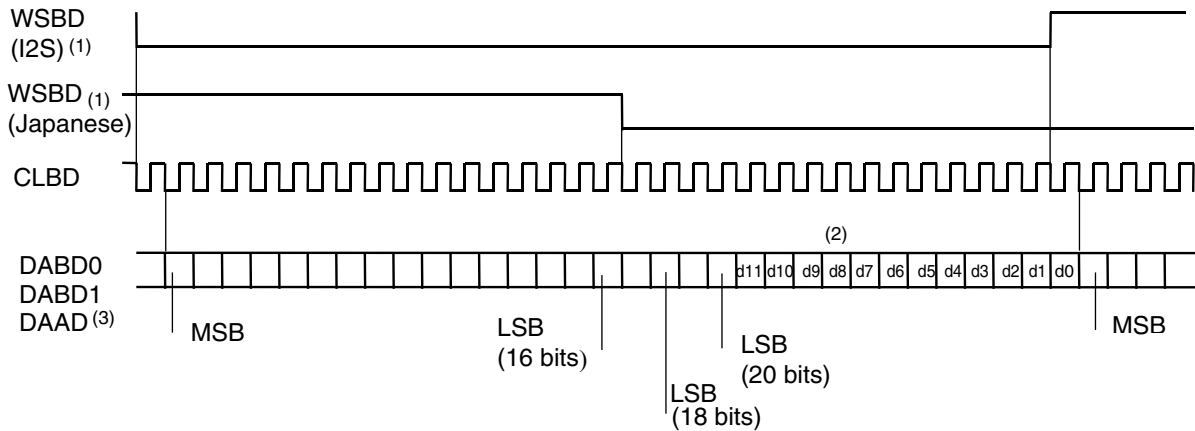 WSBD
(I2S) (1)
WSBD (1)
(Japanese)
CLBD
(2)
DABD0
d11 d10 d9 d8 d7 d6 d5 d4 d3 d2 d1 d0
DABD1
DAAD (3)
MSB
LSB
(16 bits)
LSB
(18 bits)
LSB
(20 bits)
MSB